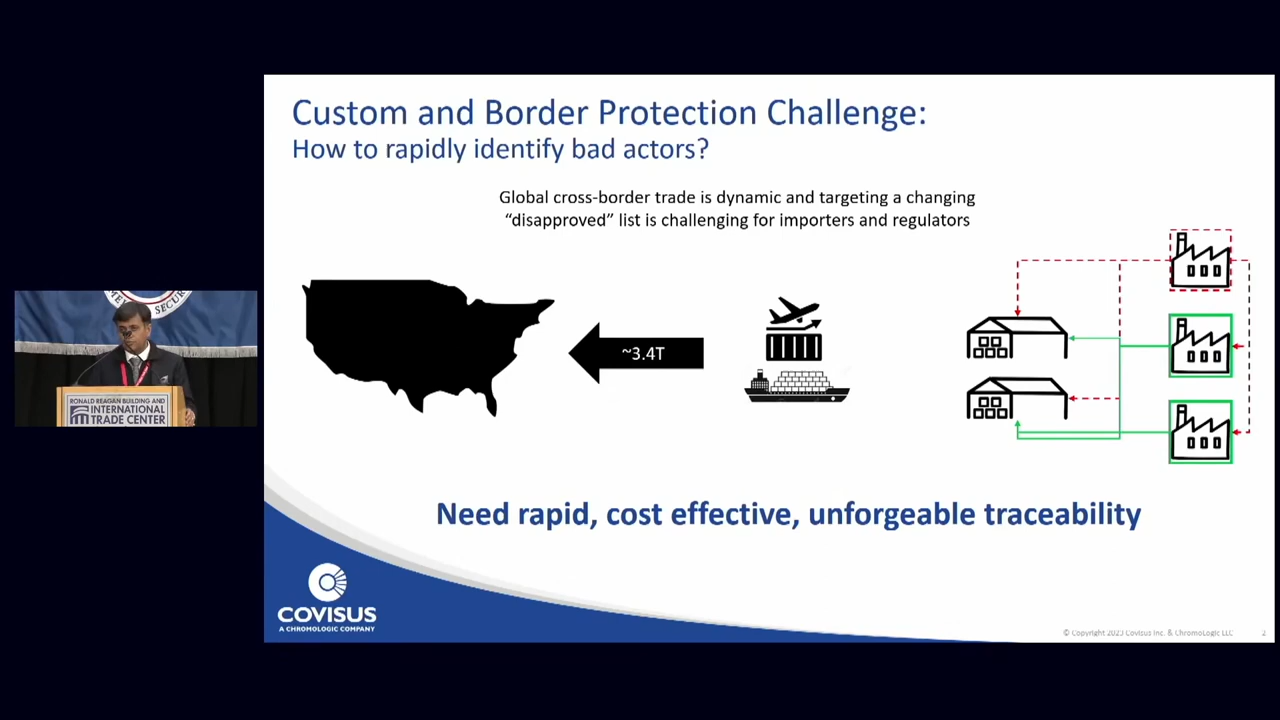 Custom and Border Protection Challenge:
How to rapidly identify bad actors?
Global cross-border trade is dynamic and targeting a changing
“disapproved” list is challenging for importers and regulators
~3.4T
Need rapid, cost effective, unforgeable traceability
COVISUS
A CHROMOLOGIC COMPANY
© Copyright 2023 Covisus Inc. & ChromoLogic LLC
2
SECUR
RONALD REAGAN BUILDING AND
INTERNATIONAL
TRADE CENTER